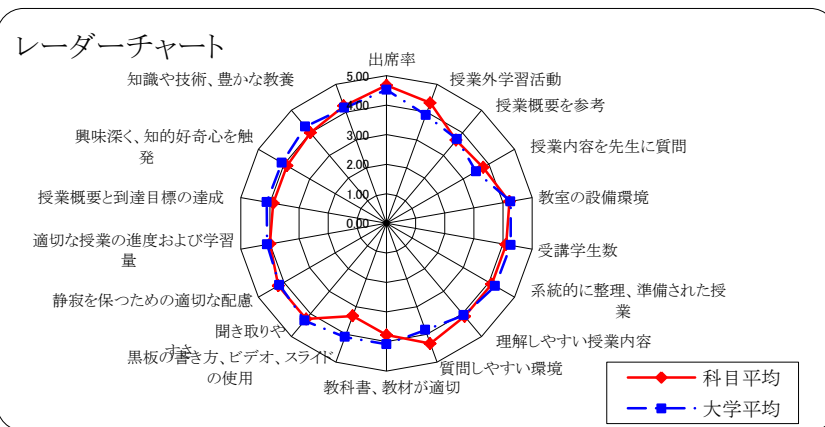 レーダーチャート
出席率
授業外学習活動
授業概要を参考
授業内容を先生に質問
教室の設備環境
受講学生数
系統的に整理、準備された授
業
理解しやすい授業内容
質問しやすい環境
教科書、教材が適切
黒板の書き方、ビデオ、スライド
の使用
聞き取りや
すさ
静寂を保つための適切な配慮
適切な授業の進度および学習
量
授業概要と到達目標の達成
興味深く、知的好奇心を触
発
知識や技術、豊かな教養
5.00
4.00
3.00
2.00
1.00
0.00
科目平均
大学平均